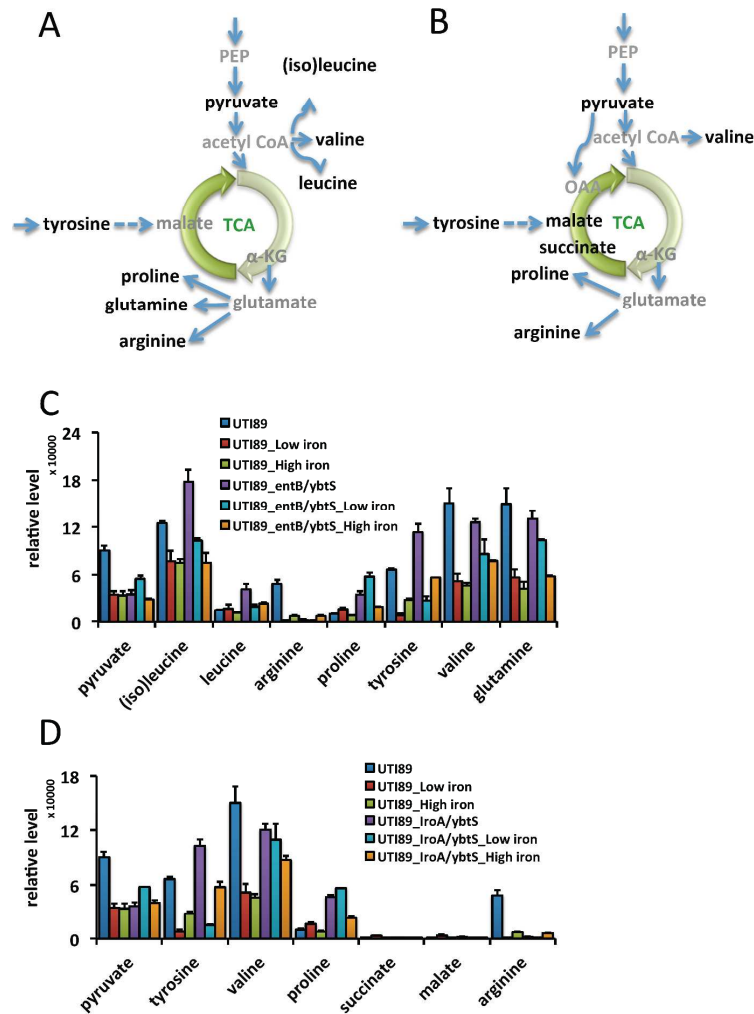 A
PEP
pyruvate
acetyl CoA
(iso)leucine
valine
leucine
tyrosine
malate
TCA
α-KG
proline
glutamine
glutamate
arginine
B
PEP
pyruvate
acetyl CoA
valine
OAA
tyrosine
malate
TCA
succinate
α-KG
proline
glutamate
arginine
C
UTI89
UTI89_Low iron
UTI89_High iron
UTI89_entB/ybtS
UTI89_entB/ybtS_Low iron
UTI89_entB/ybtS_High iron
relative level
x 10000
24
18
12
6
0
pyruvate
(iso)leucine
leucine
arginine
proline
tyrosine
valine
glutamine
D
UTI89
UTI89_Low iron
UTI89_High iron
UTI89_IroA/ybtS
UTI89_IroA/ybtS_Low iron
UTI89_IroA/ybtS_High iron
relative level
x 10000
18
12
6
0
pyruvate
tyrosine
valine
proline
succinate
malate
arginine